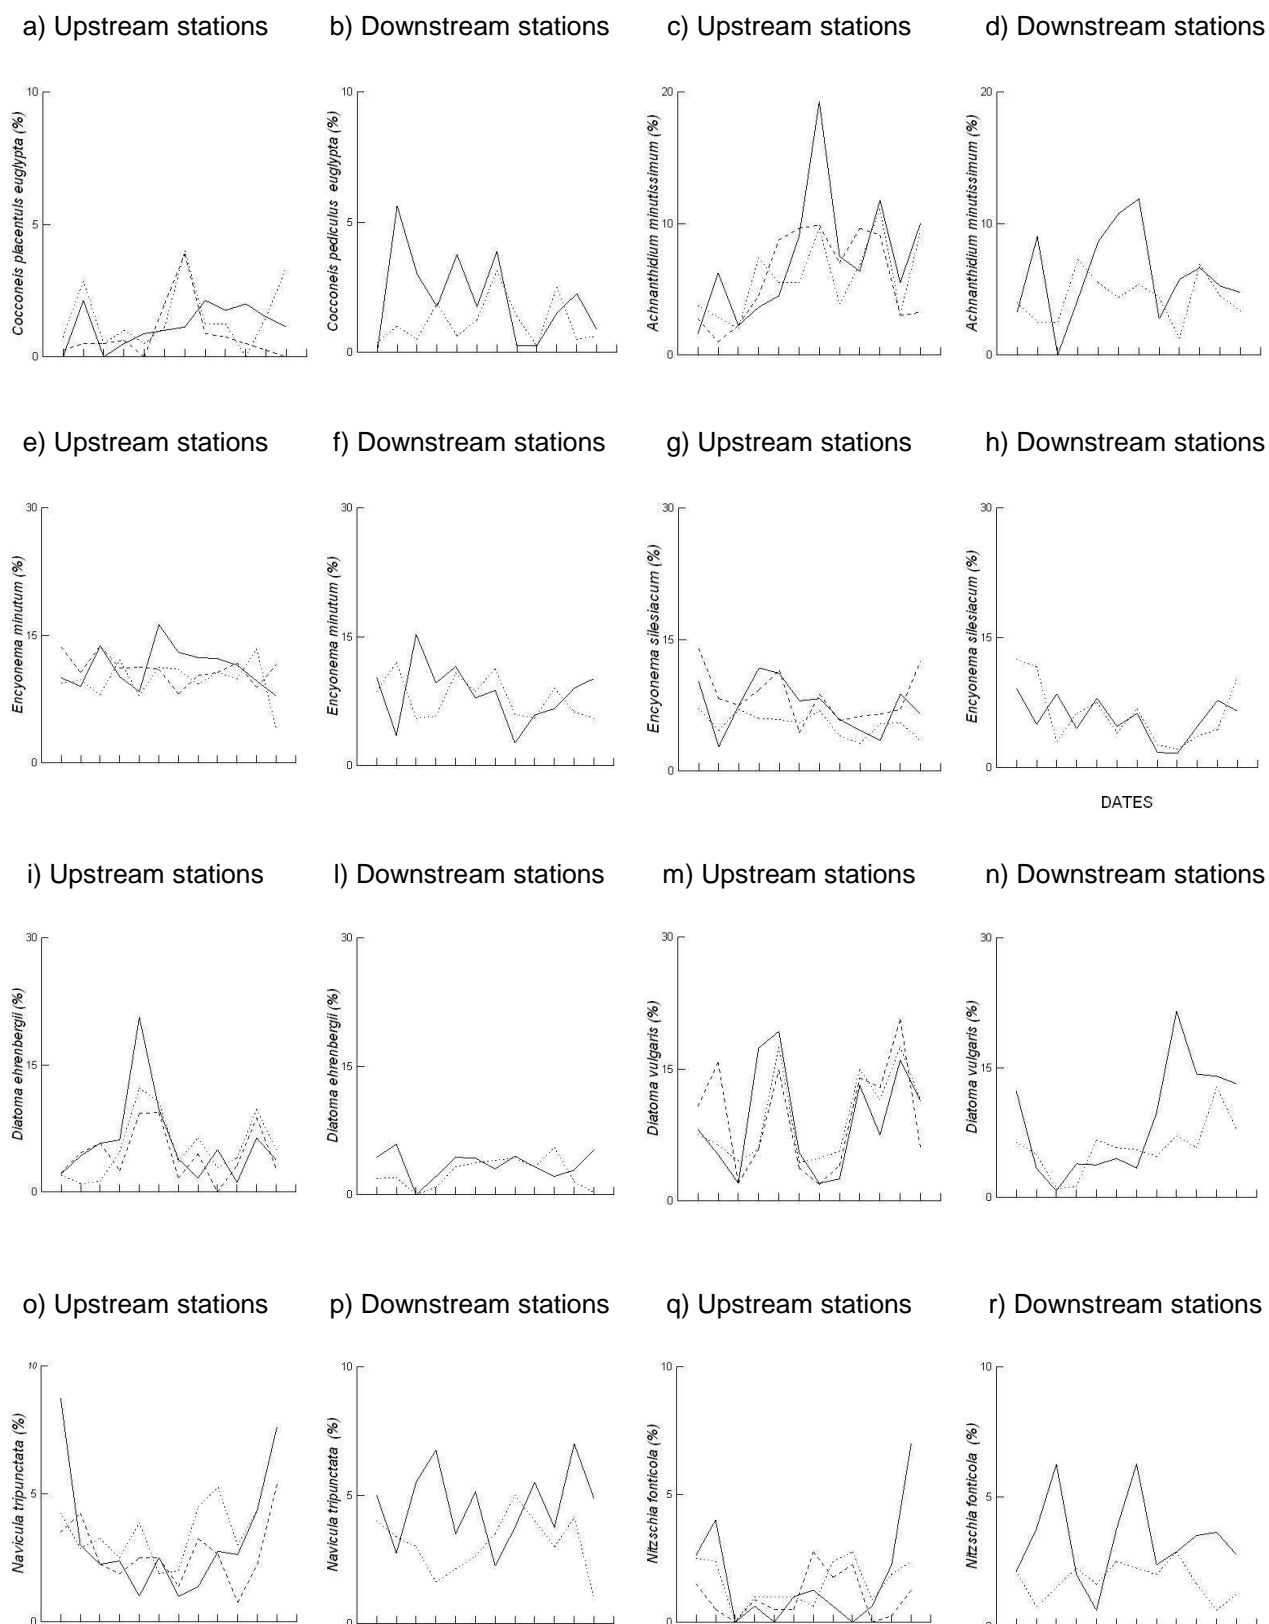 a) Upstream stations
b) Downstream stations
c) Upstream stations
d) Downstream stations
10
5
0
Cocconeis placentuls euglypta (%)
10
5
0
Cocconeis pediculus euglypta (%)
20
10
0
Achnanthidium minutissimum (%)
20
10
0
Achnanthidium minutissimum (%)
e) Upstream stations
f) Downstream stations
g) Upstream stations
h) Downstream stations
30
15
0
Encyonema minutum (%)
30
15
0
Encyonema minutum (%)
30
15
0
Encyonema silesiacum (%)
30
15
0
Encyonema silesiacum (%)
DATES
i) Upstream stations
l) Downstream stations
m) Upstream stations
n) Downstream stations
30
15
0
Diatoma ehrenbergii (%)
30
15
0
Diatoma ehrenbergii (%)
30
15
0
Diatoma vulgaris (%)
30
15
0
Diatoma vulgaris (%)
o) Upstream stations
p) Downstream stations
q) Upstream stations
r) Downstream stations
10
5
0
Navicula tripunctata (%)
10
5
0
Navicula tripunctata (%)
10
5
0
Nitzschia fonticola (%)
10
5
0
Nitzschia fonticola (%)